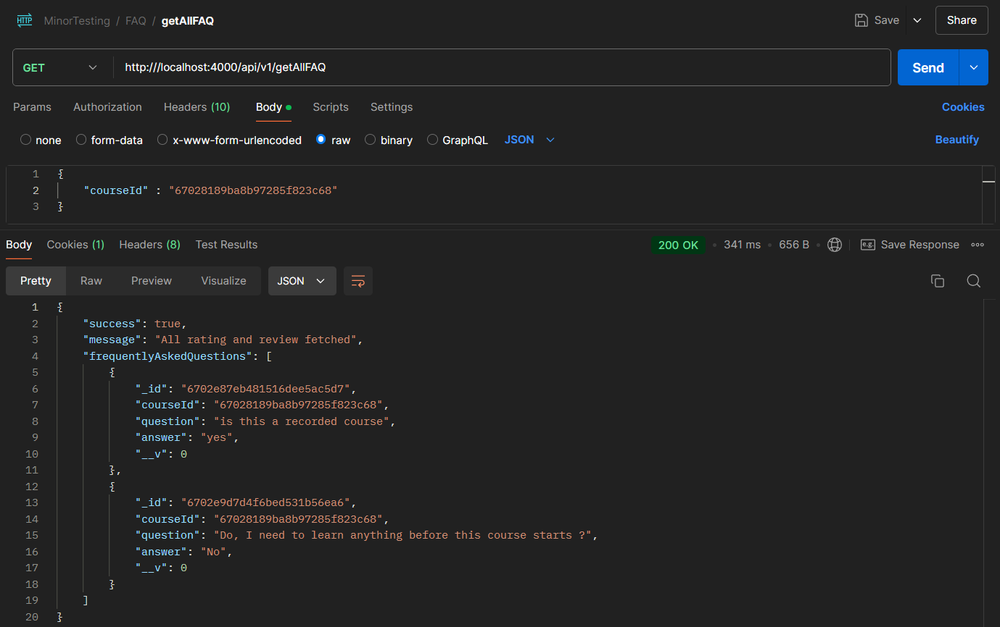 HTTP MinorTesting / FAQ / getAllFAQ Save Share
GET http:///localhost:4000/api/v1/getAllFAQ Send
Params Authorization Headers (10) Body Scripts Settings Cookies
none form-data x-www-form-urlencoded raw binary GraphQL JSON Beautify
1 {
2 "courseId" : "67028189ba8b97285f823c68"
3 }
Body Cookies (1) Headers (8) Test Results 200 OK • 341 ms • 656 B • e.g. Save Response
Pretty Raw Preview Visualize JSON
1 {
2 "success": true,
3 "message": "All rating and review fetched",
4 "frequentlyAskedQuestions": [
5 {
6 "_id": "6702e87eb481516dee5ac5d7",
7 "courseId": "67028189ba8b97285f823c68",
8 "question": "is this a recorded course",
9 "answer": "yes",
10 "__v": 0
11 },
12 {
13 "_id": "6702e9d7d4f6bed531b56ea6",
14 "courseId": "67028189ba8b97285f823c68",
15 "question": "Do, I need to learn anything before this course starts ?",
16 "answer": "No",
17 "__v": 0
18 }
19 ]
20 }